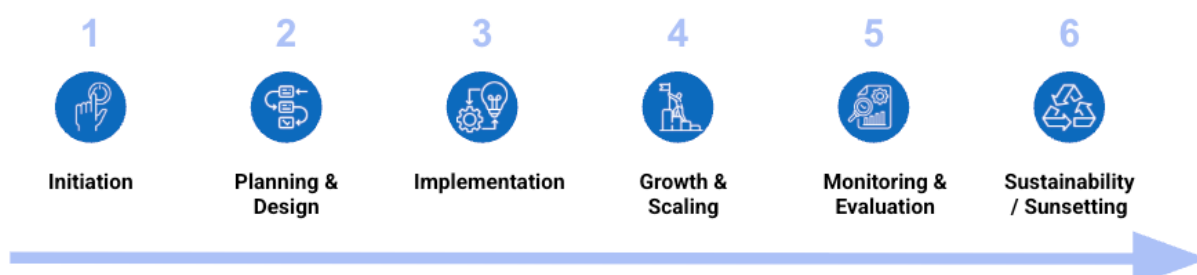 1
2
3
4
5
6
Initiation
Planning &
Design
Implementation
Growth &
Scaling
Monitoring &
Evaluation
Sustainability
/ Sunsetting